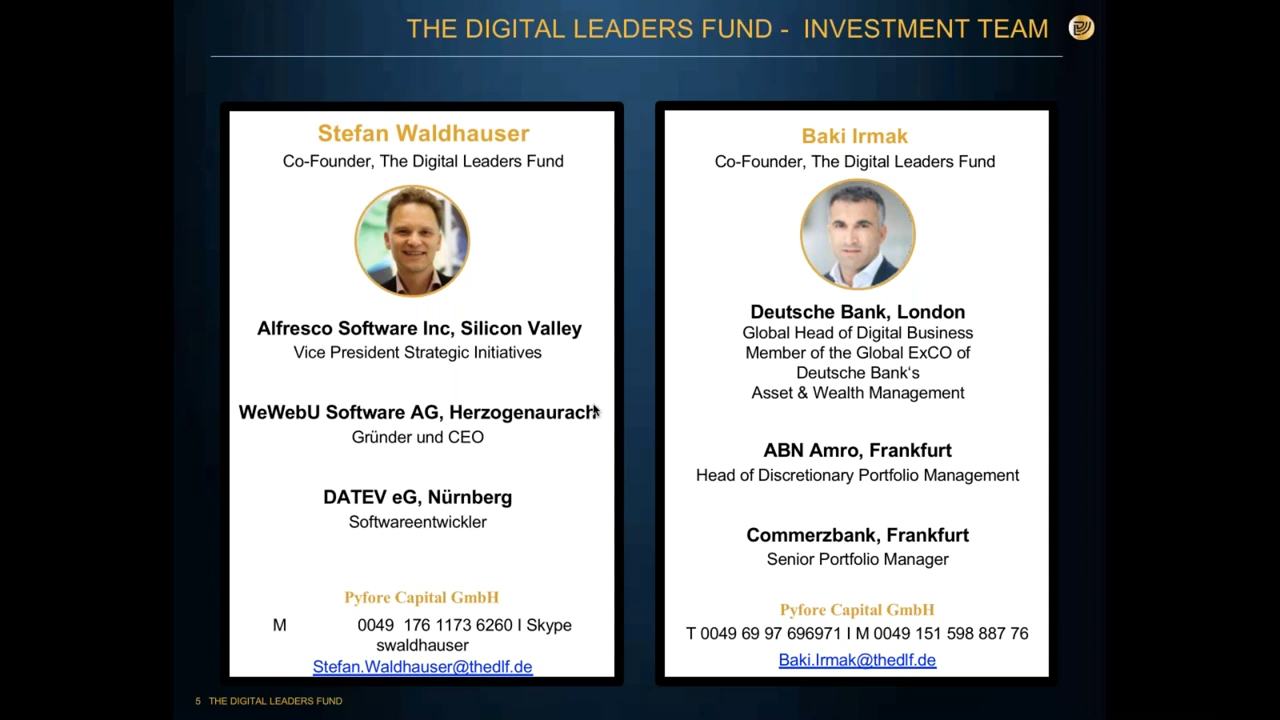 THE DIGITAL LEADERS FUND - INVESTMENT TEAM
Stefan Waldhauser
Co-Founder, The Digital Leaders Fund
Alfresco Software Inc, Silicon Valley
Vice President Strategic Initiatives
WeWebU Software AG, Herzogenaurach
Gründer und CEO
DATEV eG, Nürnberg
Softwareentwickler
Pyfore Capital GmbH
M 0049 176 1173 6260 I Skype
swaldhauser
Stefan.Waldhauser@thedlf.de
Baki Irmak
Co-Founder, The Digital Leaders Fund
Deutsche Bank, London
Global Head of Digital Business
Member of the Global ExCO of
Deutsche Bank‘s
Asset & Wealth Management
ABN Amro, Frankfurt
Head of Discretionary Portfolio Management
Commerzbank, Frankfurt
Senior Portfolio Manager
Pyfore Capital GmbH
T 0049 69 97 696971 I M 0049 151 598 887 76
Baki.Irmak@thedlf.de
5 THE DIGITAL LEADERS FUND